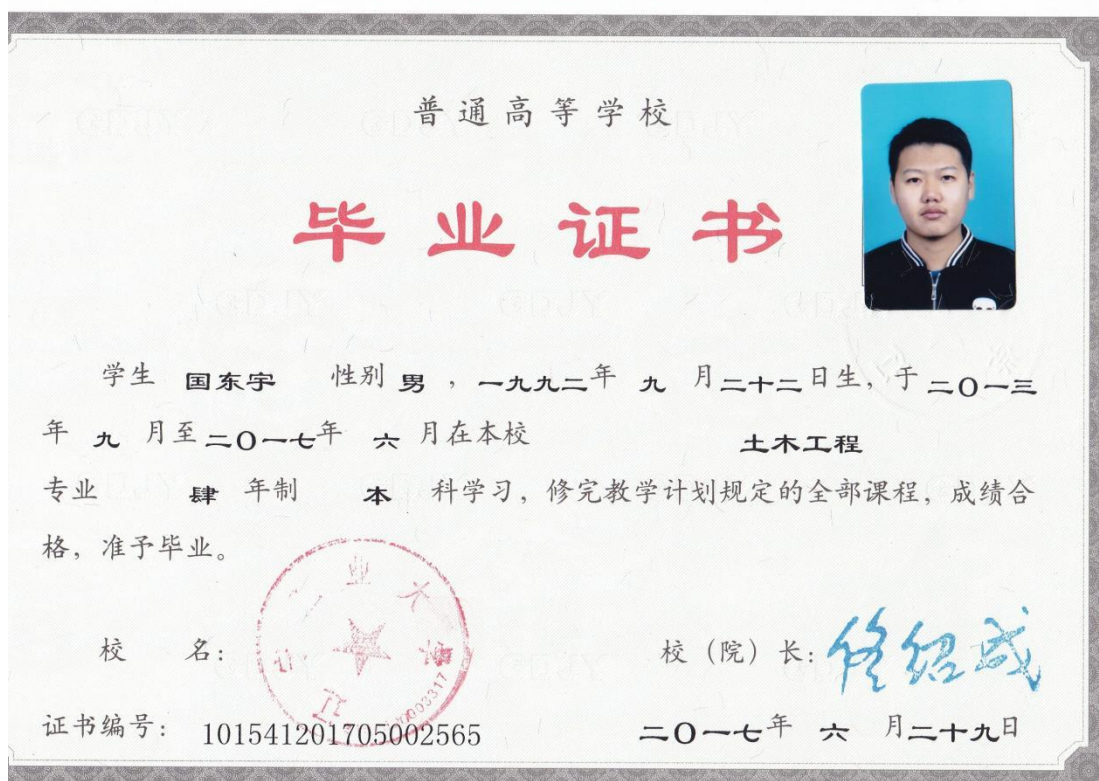 普通高等学校
毕业证书
学生 国东宇 性别 男 ，一九九二年 九 月二十二日生，于二〇一三
年 九 月至二〇一七年 六 月在本校 土木工程
专业 肆 年制 本 科学习，修完教学计划规定的全部课程，成绩合
格，准予毕业。
校 名： 校（院）长：
证书编号： 101541201705002565 二〇一七年 六 月二十九日